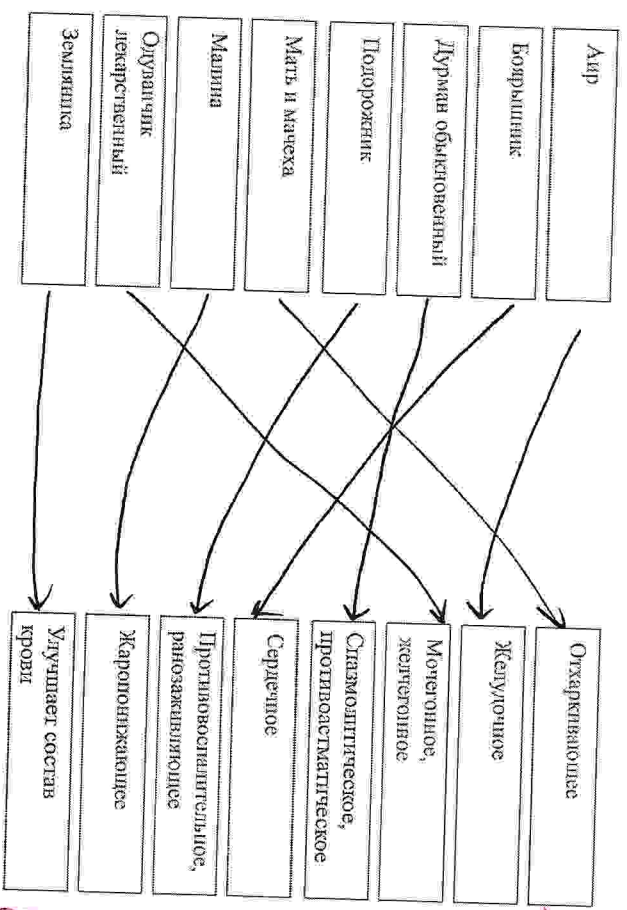 Аир
Боярышник
Дурман обыкновенный
Подорожник
Мать и мачеха
Малина
Одуванчик
лекарственный
Земляника
Отхаркивающее
Желудочное
Мочегонное,
желчегонное
Спазмолитическое,
противоастматическое
Сердечное
Противовоспалительное,
ранозаживляющее
Жаропонижающее
Улучшает состав
крови